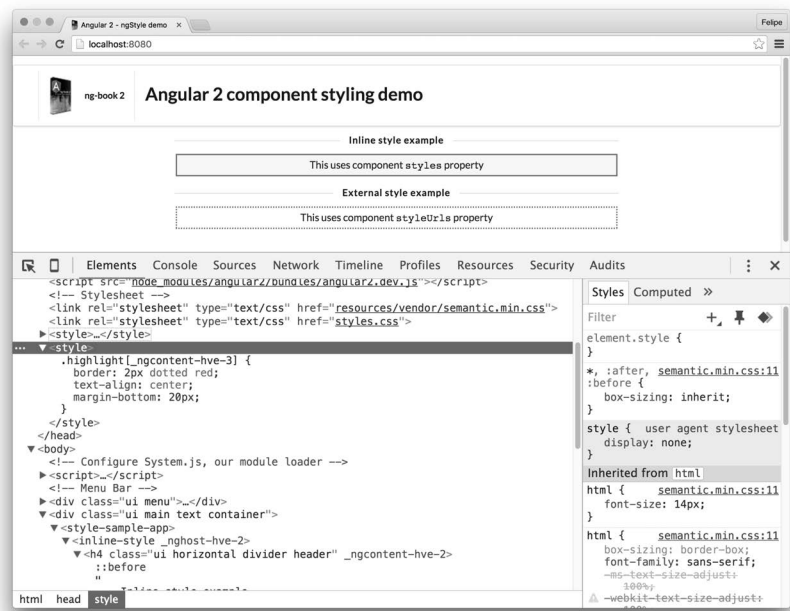 Angular 2 - ngStyle demo
Felipe
localhost:8080
ng-book 2
Angular 2 component styling demo
Inline style example
This uses component styles property
External style example
This uses component styleUrls property
Elements Console Sources Network Timeline Profiles Resources Security Audits
<script src="node_modules/angular2/bundles/angular2.dev.js"></script>
<!-- Stylesheet -->
<link rel="stylesheet" type="text/css" href="resources/vendor/semantic.min.css">
<link rel="stylesheet" type="text/css" href="styles.css">
<style>…</style>
<style>
.highlight[_ngcontent-hve-3] {
border: 2px dotted red;
text-align: center;
margin-bottom: 20px;
}
</style>
</head>
<body>
<!-- Configure System.js, our module loader -->
<script>…</script>
<!-- Menu Bar -->
<div class="ui menu">…</div>
<div class="ui main text container">
<style-sample-app>
<inline-style _nghost-hve-2>
<h4 class="ui horizontal divider header" _ngcontent-hve-2>
::before
"
Inline style example
html head style
Styles Computed »
Filter
element.style {
}
*, :after, semantic.min.css:11
:before {
box-sizing: inherit;
}
style { user agent stylesheet
display: none;
}
Inherited from html
html { semantic.min.css:11
font-size: 14px;
}
html { semantic.min.css:11
box-sizing: border-box;
font-family: sans-serif;
-ms-text-size-adjust:
100%;
-webkit-text-size-adjust:
100%;